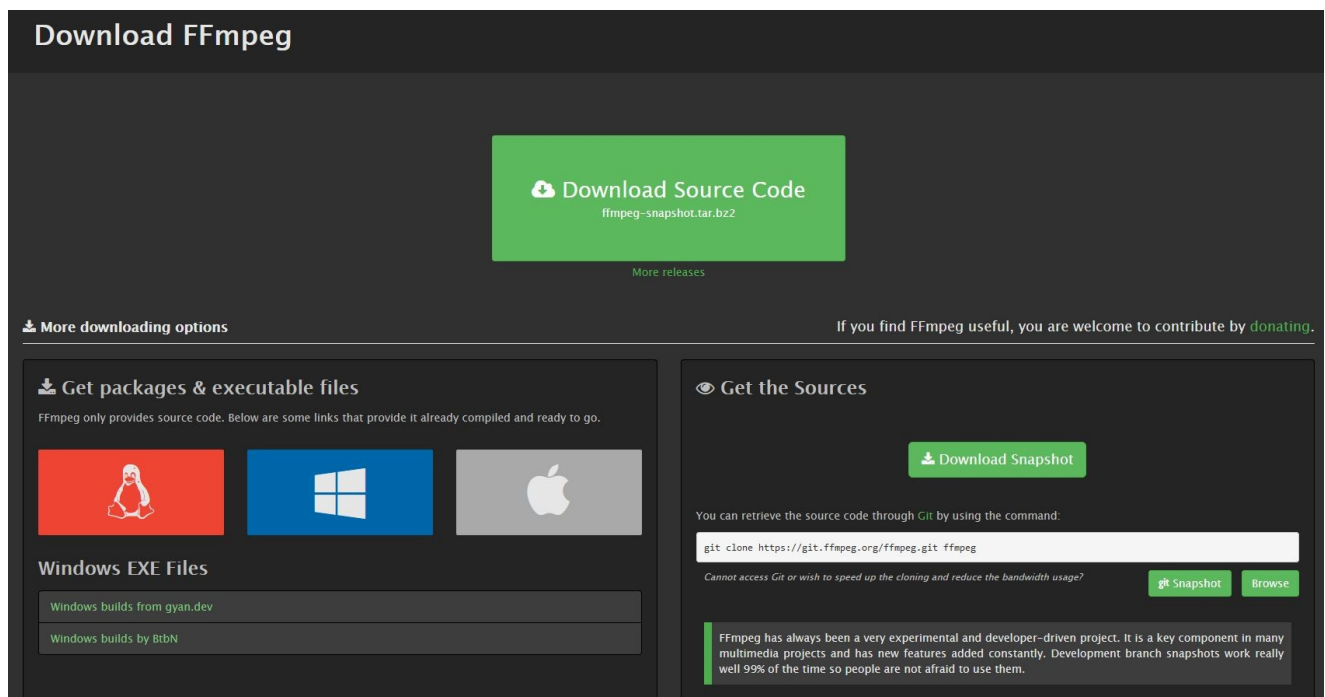 Download FFmpeg
Download Source Code
ffmpeg-snapshot.tar.bz2
More releases
More downloading options
If you find FFmpeg useful, you are welcome to contribute by donating.
Get packages & executable files
FFmpeg only provides source code. Below are some links that provide it already compiled and ready to go.
Windows EXE Files
Windows builds from gyan.dev
Windows builds by BtbN
Get the Sources
Download Snapshot
You can retrieve the source code through Git by using the command:
git clone https://git.ffmpeg.org/ffmpeg.git ffmpeg
Cannot access Git or wish to speed up the cloning and reduce the bandwidth usage?
git Snapshot
Browse
FFmpeg has always been a very experimental and developer-driven project. It is a key component in many
multimedia projects and has new features added constantly. Development branch snapshots work really
well 99% of the time so people are not afraid to use them.